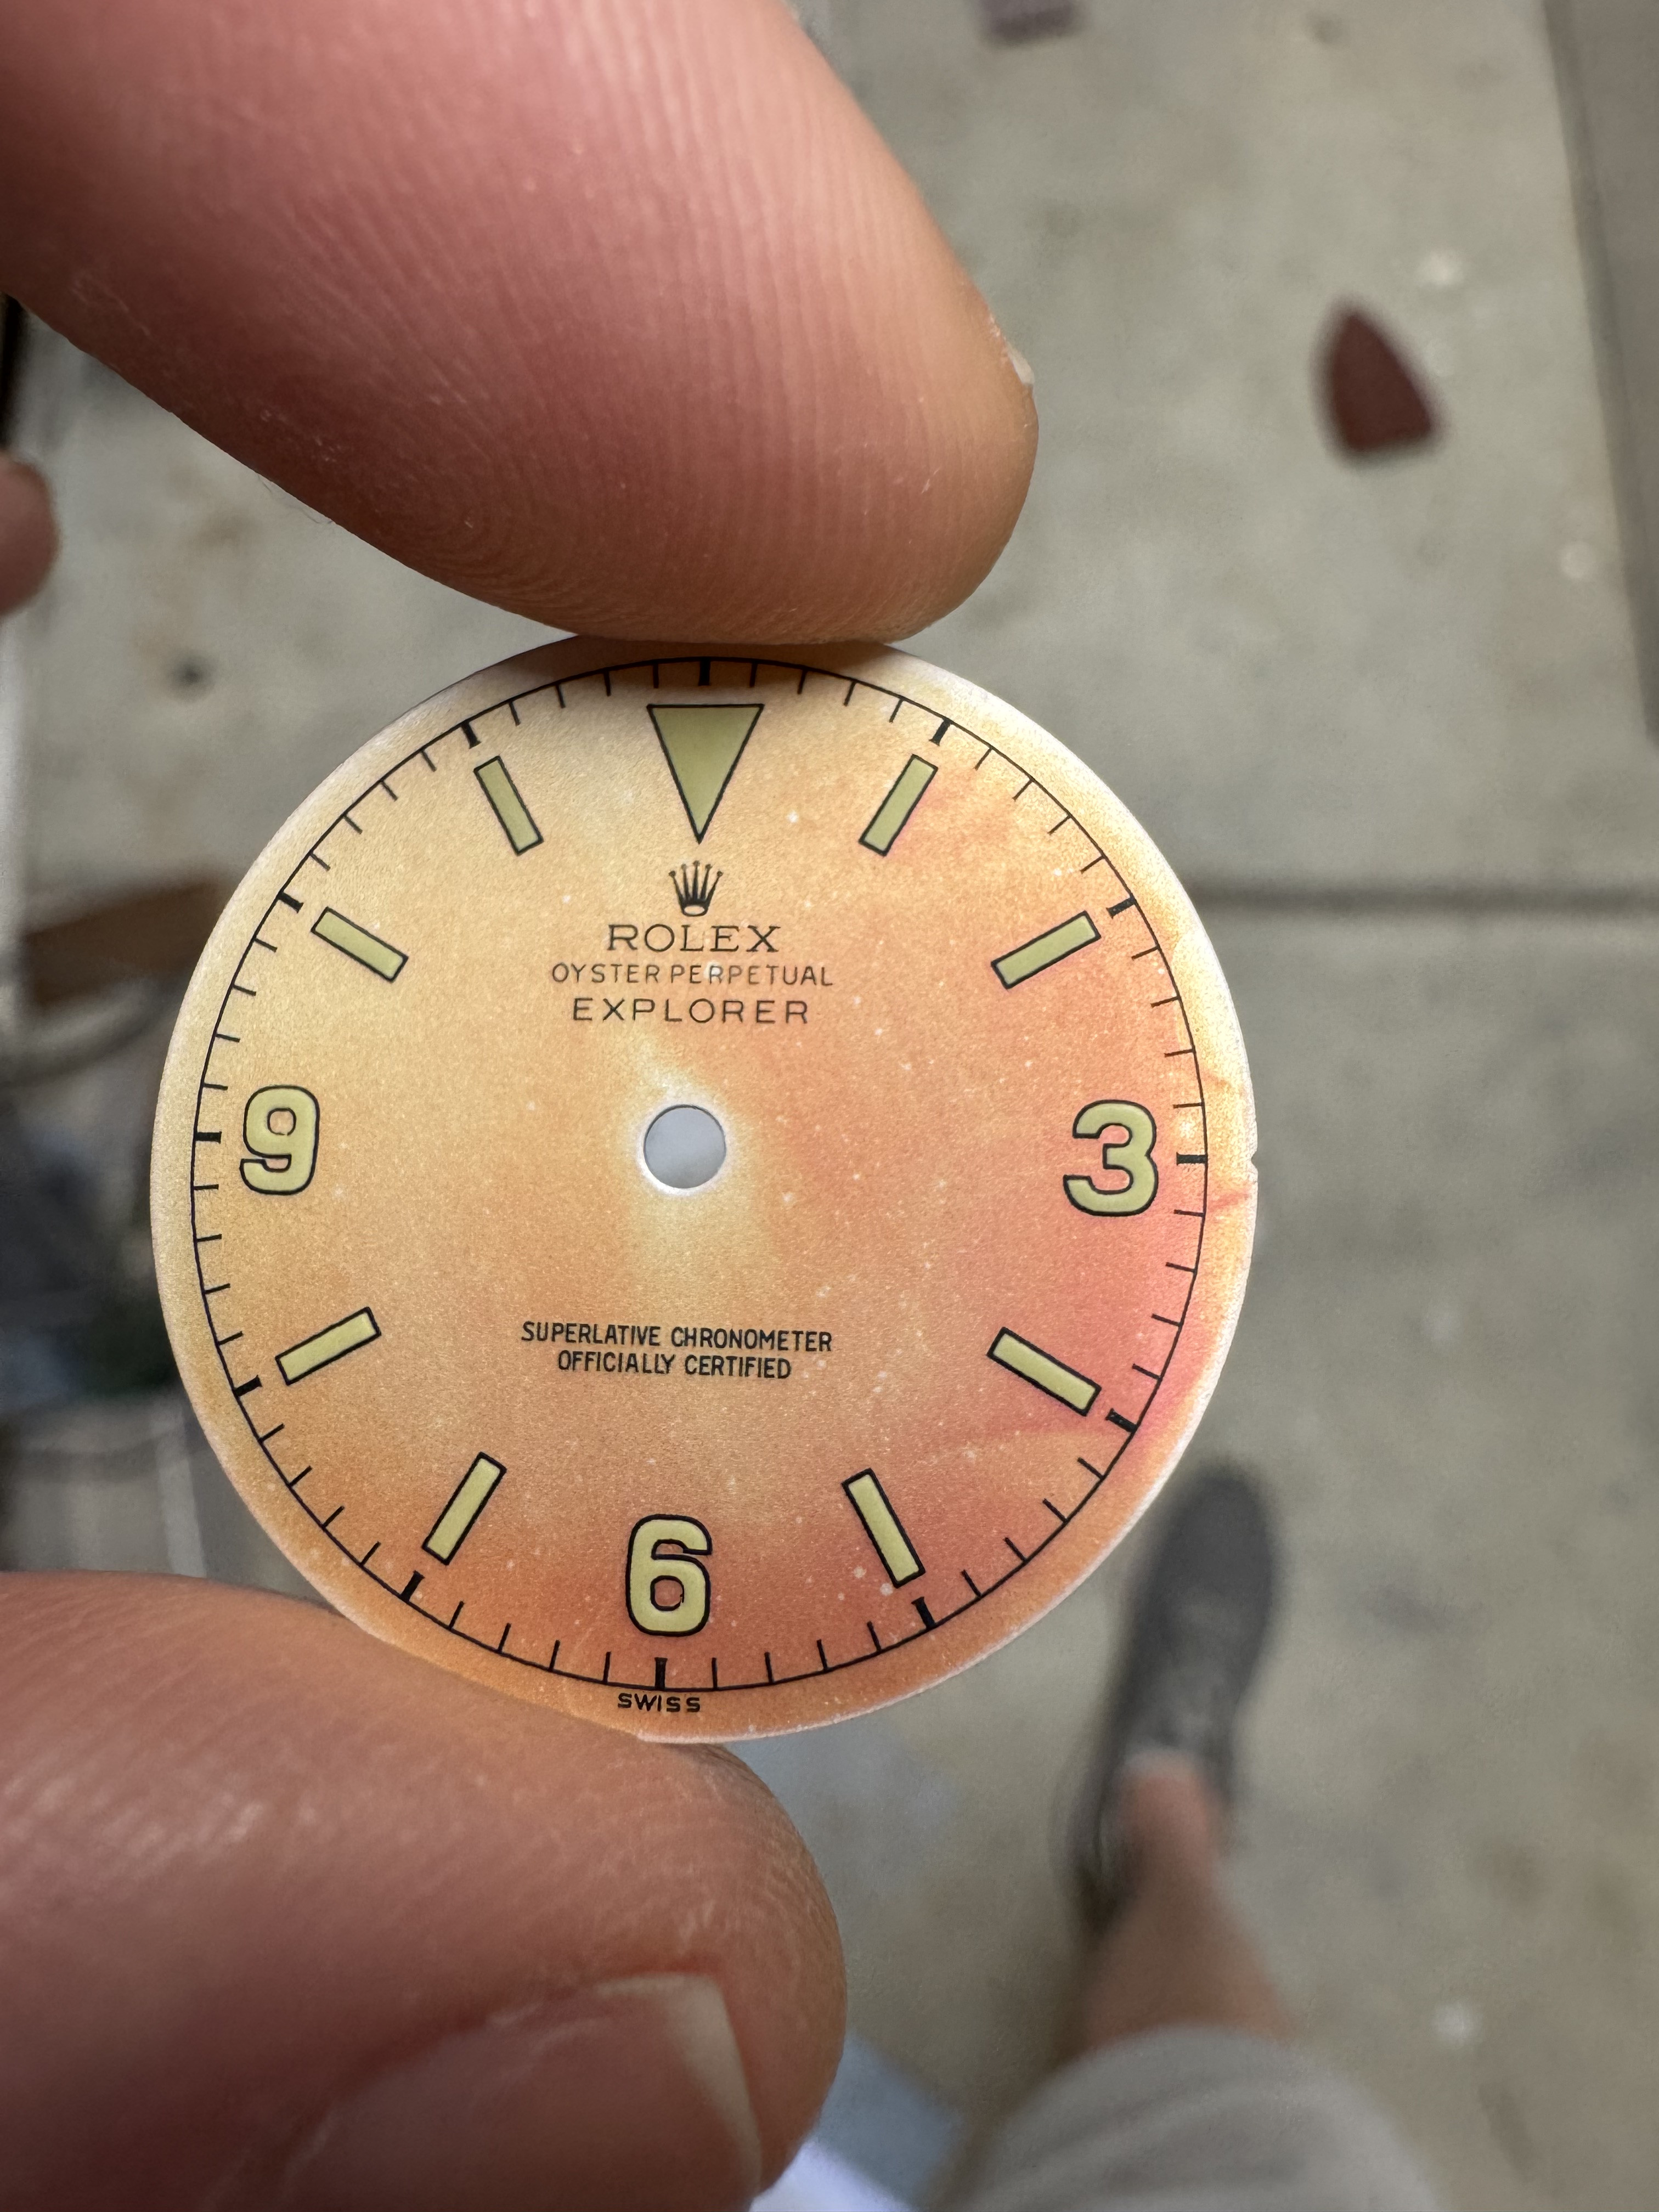 ROLEX
OYSTER PERPETUAL
EXPLORER
9 3
SUPERLATIVE CHRONOMETER
OFFICIALLY CERTIFIED
6
SWISS